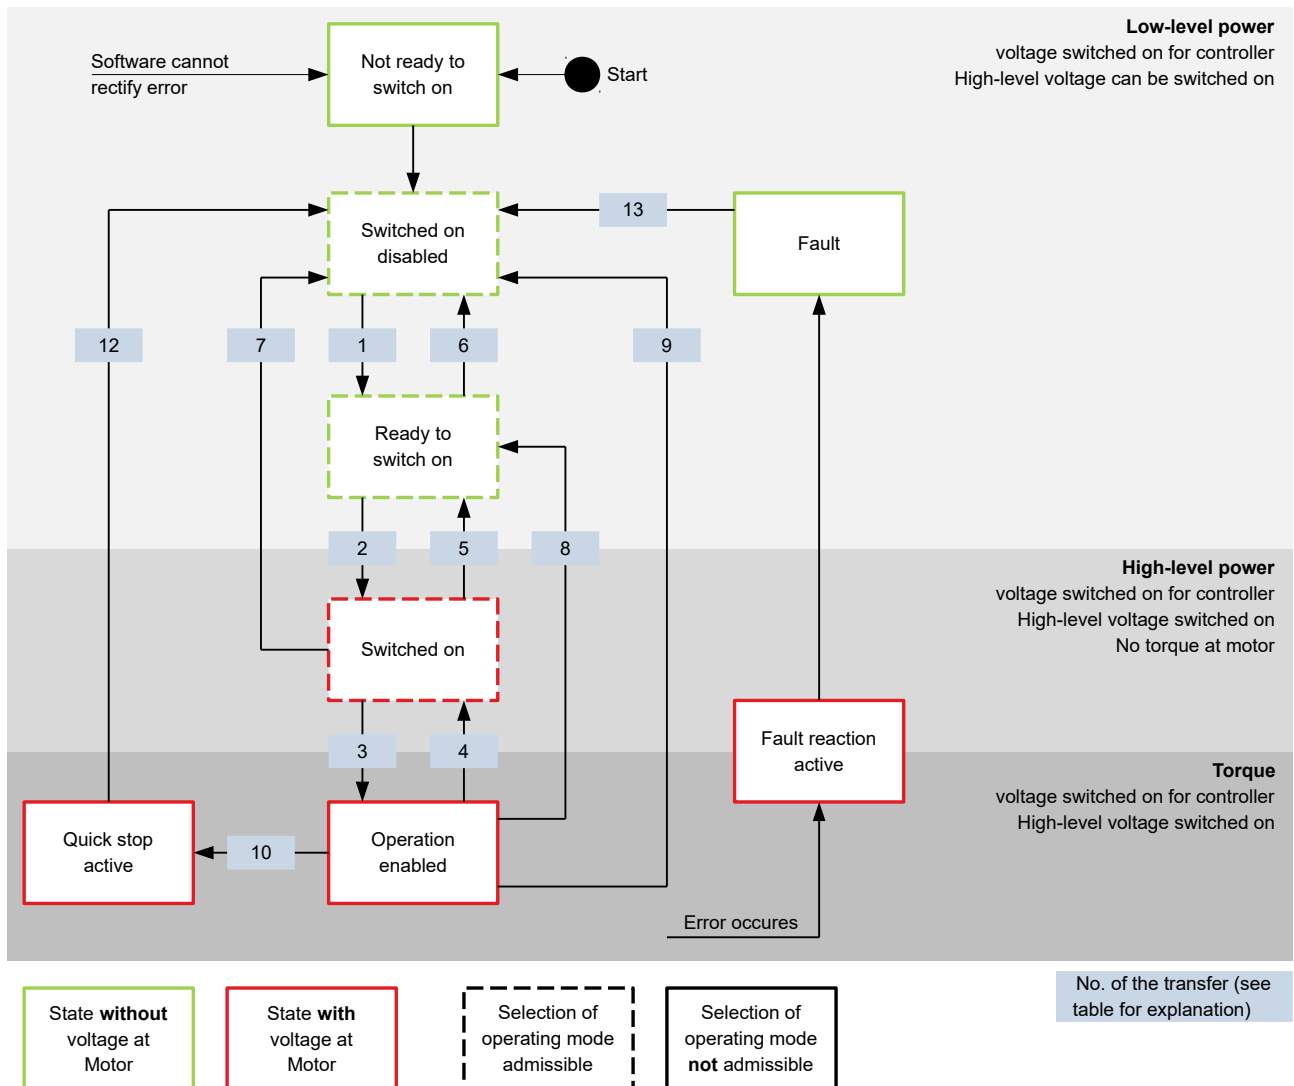 Low-level power
voltage switched on for controller
High-level voltage can be switched on
Software cannot
rectify error
Not ready to
switch on
Start
Switched on
disabled
13
Fault
12
7
1
6
9
Ready to
switch on
2
5
8
High-level power
voltage switched on for controller
High-level voltage switched on
No torque at motor
Switched on
Fault reaction
active
3
4
Torque
voltage switched on for controller
High-level voltage switched on
Quick stop
active
10
Operation
enabled
Error occures
State without
voltage at
Motor
State with
voltage at
Motor
Selection of
operating mode
admissible
Selection of
operating mode
not admissible
No. of the transfer (see
table for explanation)